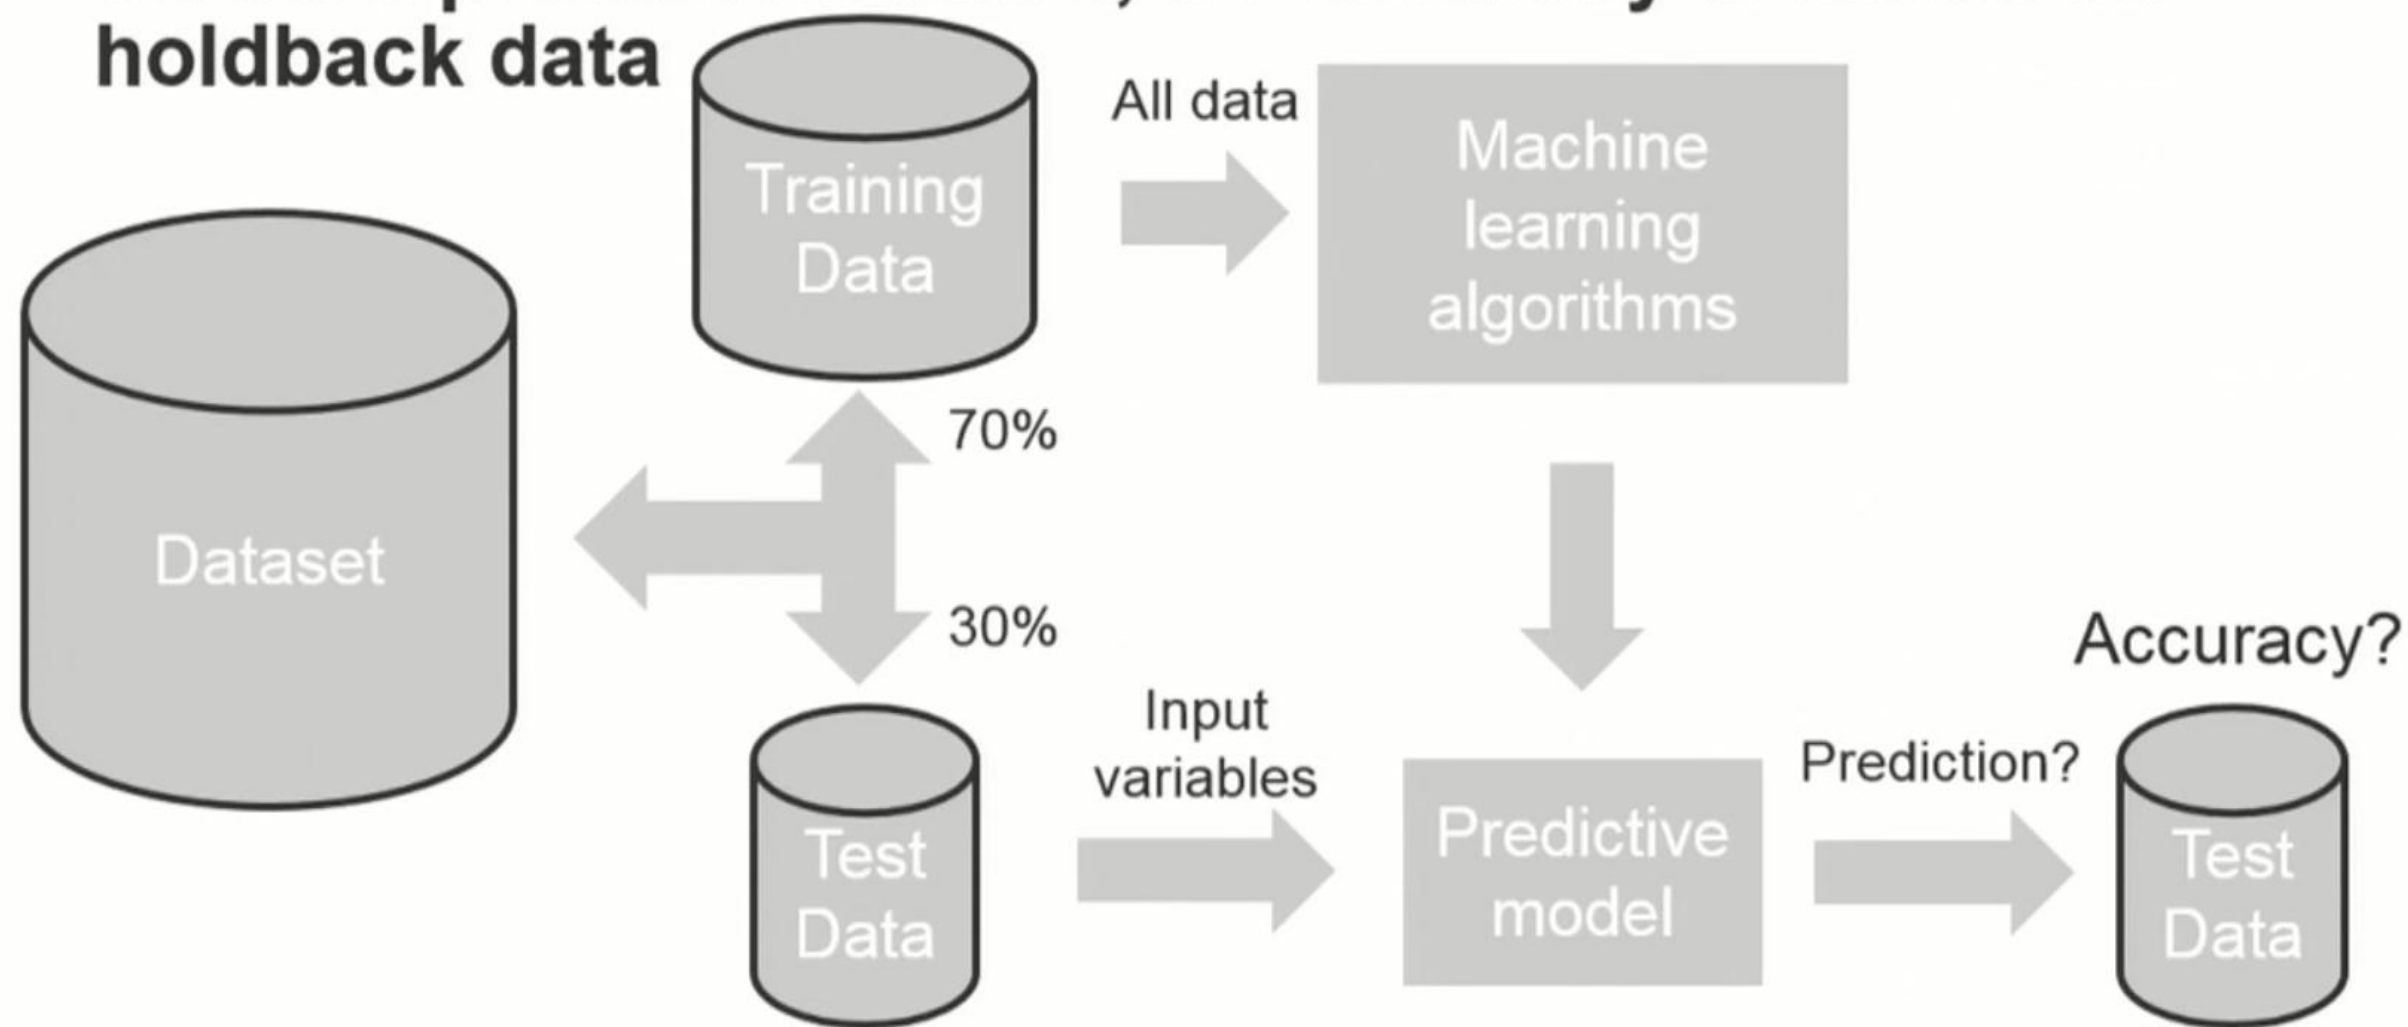 holdback data
All data
Training
Data
Machine
learning
algorithms
70%
Dataset
30%
Accuracy?
Input
variables
Prediction?
Test
Data
Predictive
model
Test
Data